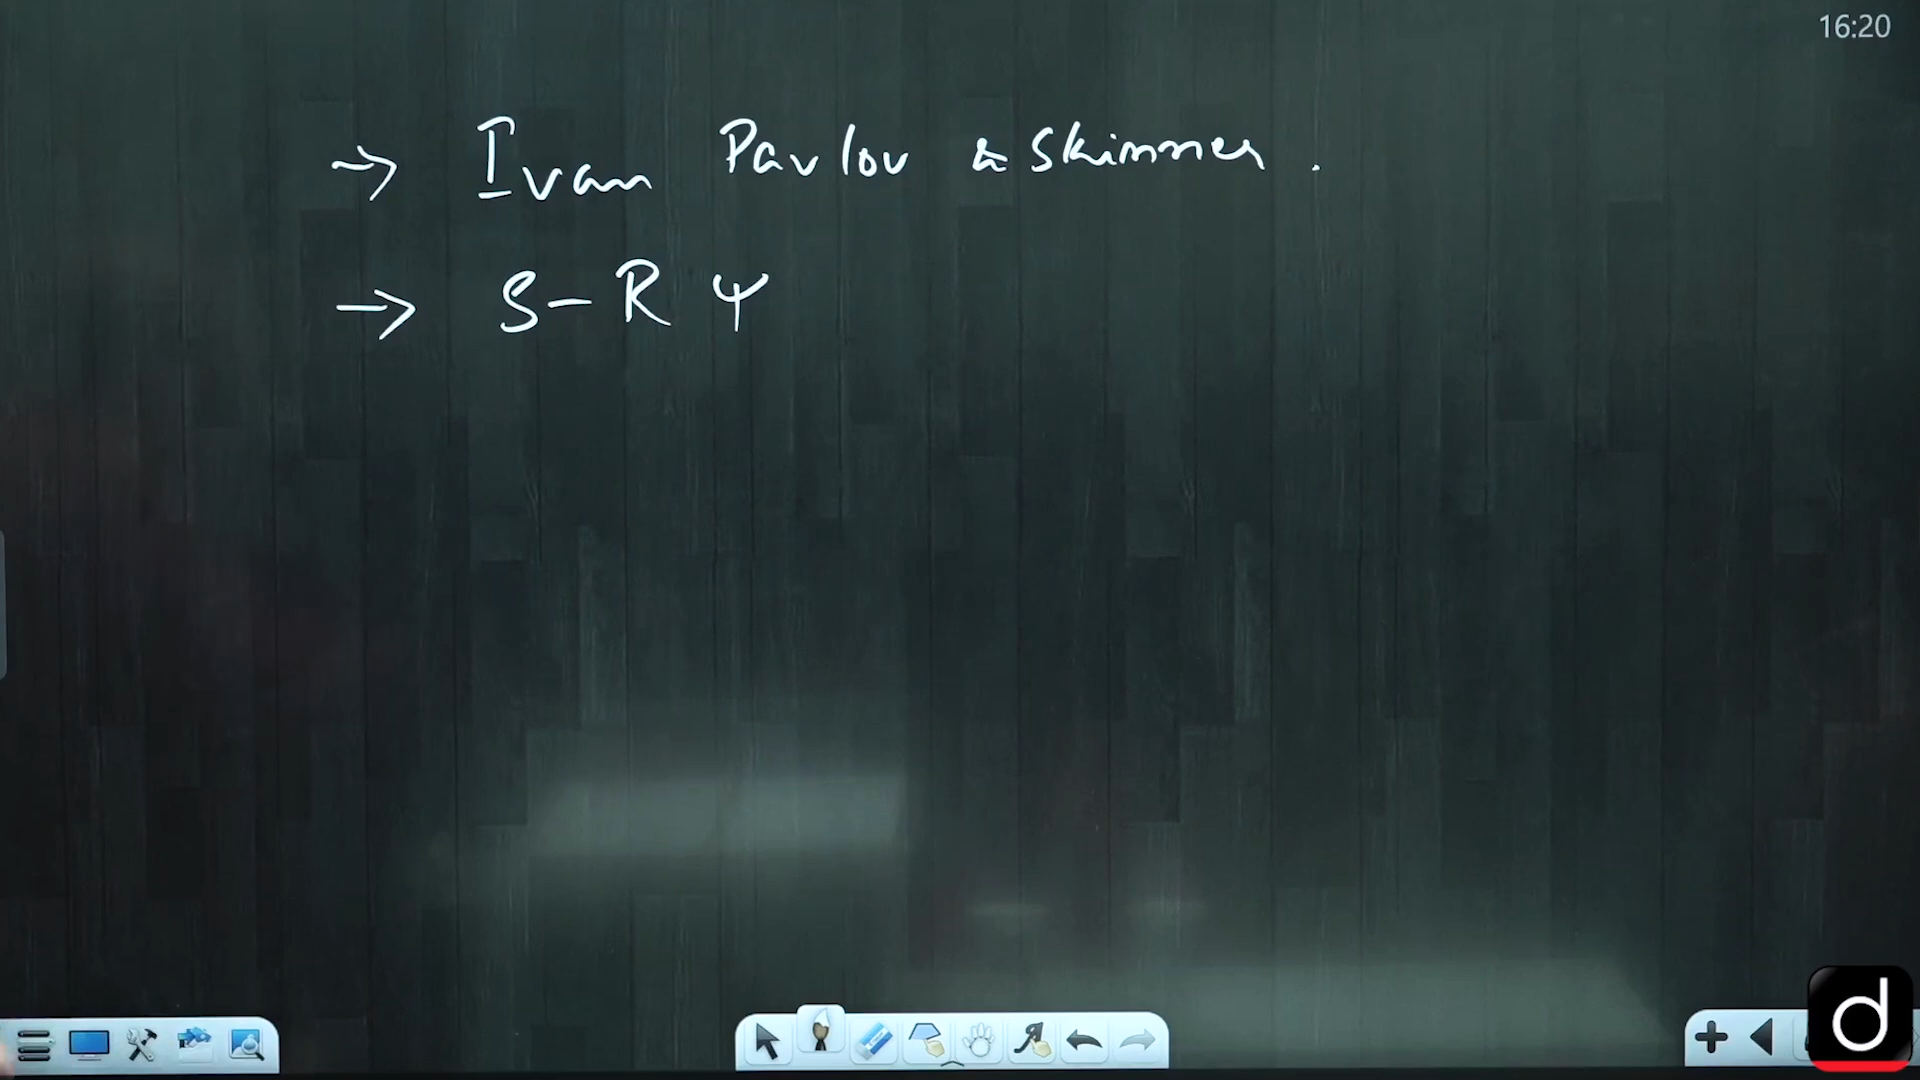 16:20
→ Ivan Pavlov & Skinner.
→ S-R ψ
d